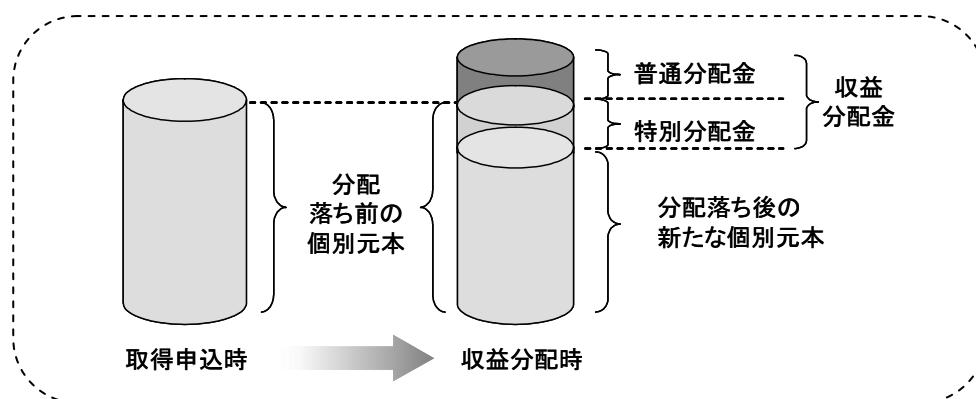 普通分配金
収益
分配金
特別分配金
分配
落ち前の
個別元本
分配落ち後の
新たな個別元本
取得申込時
収益分配時